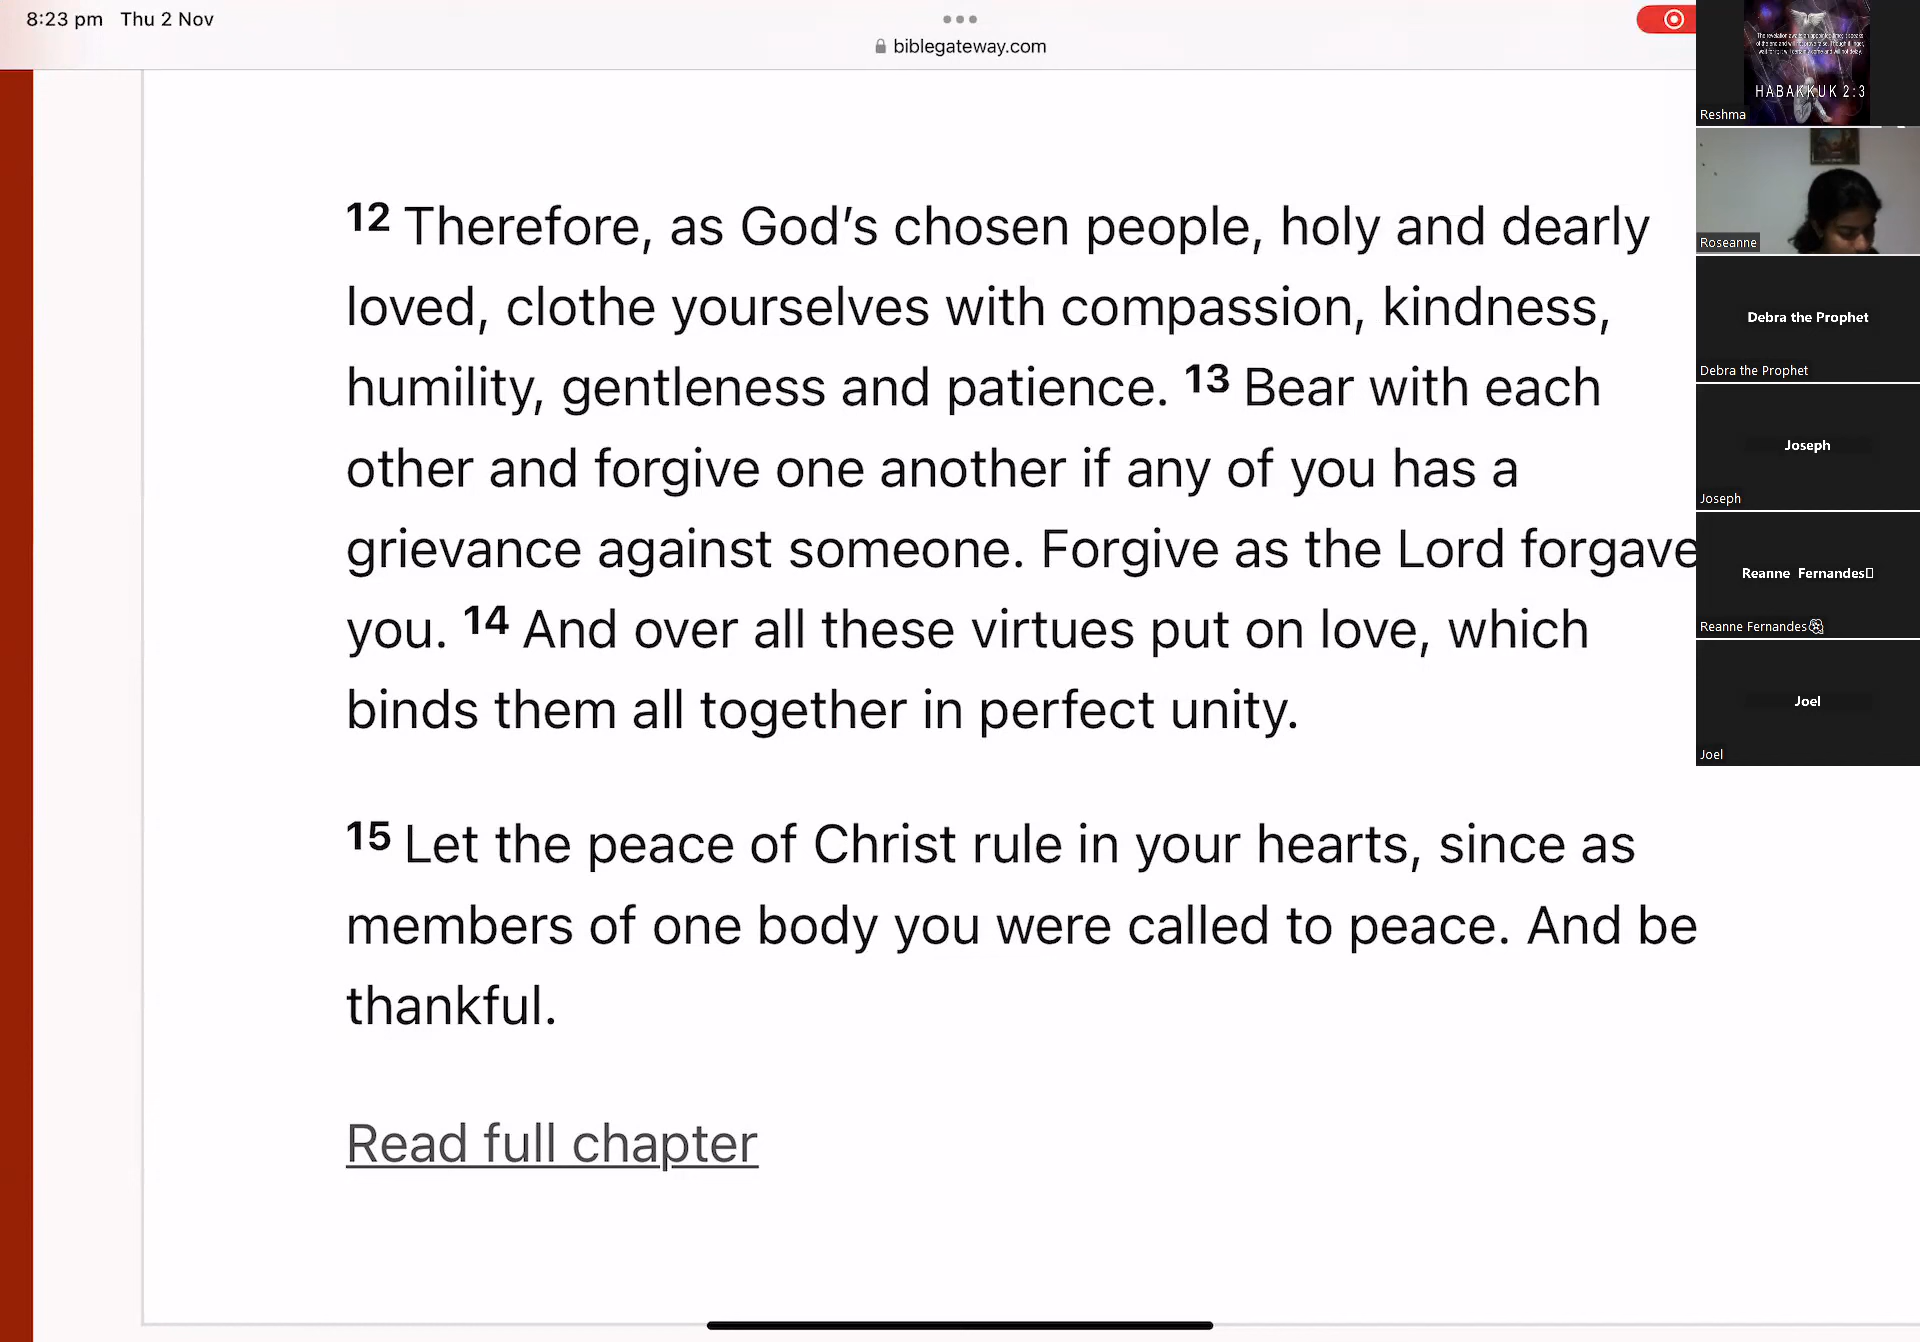 8:23 pm Thu 2 Nov
biblegateway.com
12 Therefore, as God’s chosen people, holy and dearly
loved, clothe yourselves with compassion, kindness,
humility, gentleness and patience. 13 Bear with each
other and forgive one another if any of you has a
grievance against someone. Forgive as the Lord forgave
you. 14 And over all these virtues put on love, which
binds them all together in perfect unity.
15 Let the peace of Christ rule in your hearts, since as
members of one body you were called to peace. And be
thankful.
Read full chapter
HABAKKUK 2:3
Reshma
Roseanne
Debra the Prophet
Debra the Prophet
Joseph
Joseph
Reanne Fernandes
Reanne Fernandes
Joel
Joel